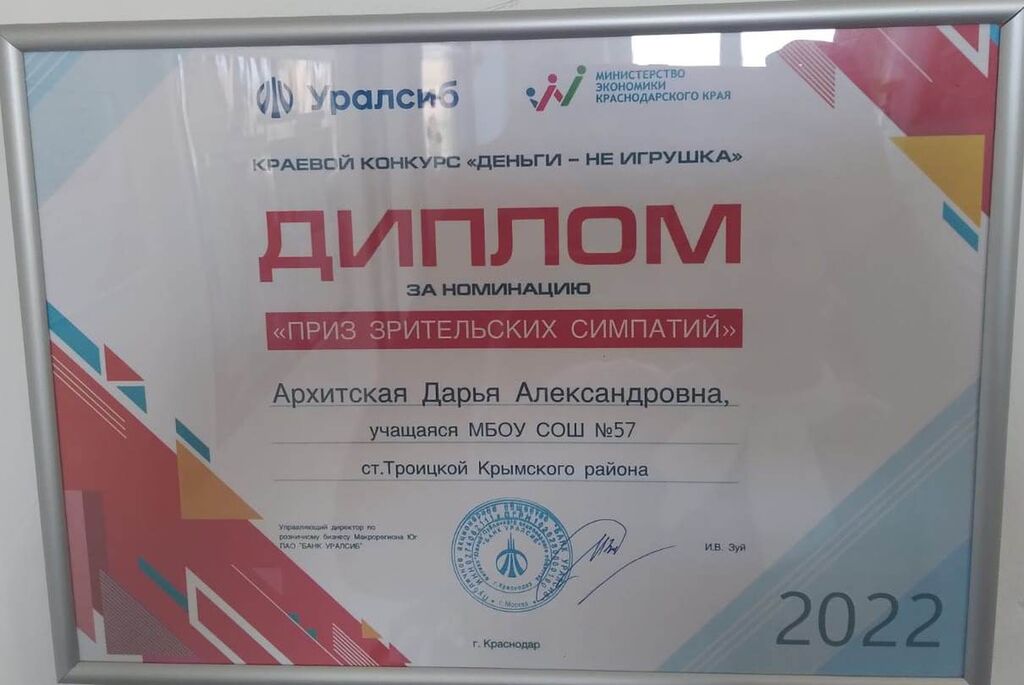 Уралсиб
МИНИСТЕРСТВО
ЭКОНОМИКИ
КРАСНОДАРСКОГО КРАЯ
КРАЕВОЙ КОНКУРС «ДЕНЬГИ – НЕ ИГРУШКА»
ДИПЛОМ
ЗА НОМИНАЦИЮ
«ПРИЗ ЗРИТЕЛЬСКИХ СИМПАТИЙ»
Архитская Дарья Александровна,
учащаяся МБОУ СОШ №57
ст.Троицкой Крымского района
Управляющий директор по
розничному бизнесу Макрорегиона Юг
ПАО "БАНК УРАЛСИБ"
И.В. Зуй
г. Москва
г. Краснодар
2022